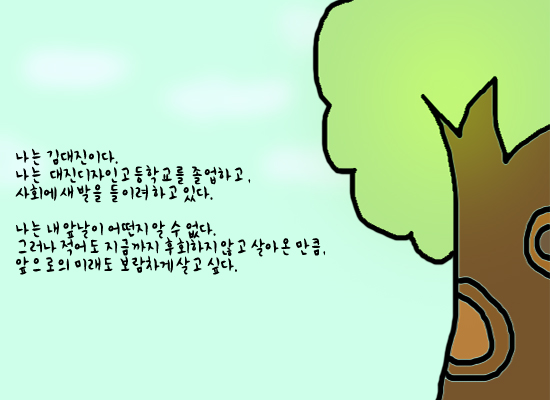 나는 김대진이다.
나는 대진디자인고등학교를 졸업하고,
사회에 새 발을 들이려하고 있다.
나는 내 앞날이 어떤지 알 수 없다.
그러나 적어도 지금까지 후회하지 않고 살아온 만큼,
앞으로의 미래도 보람차게 살고 싶다.